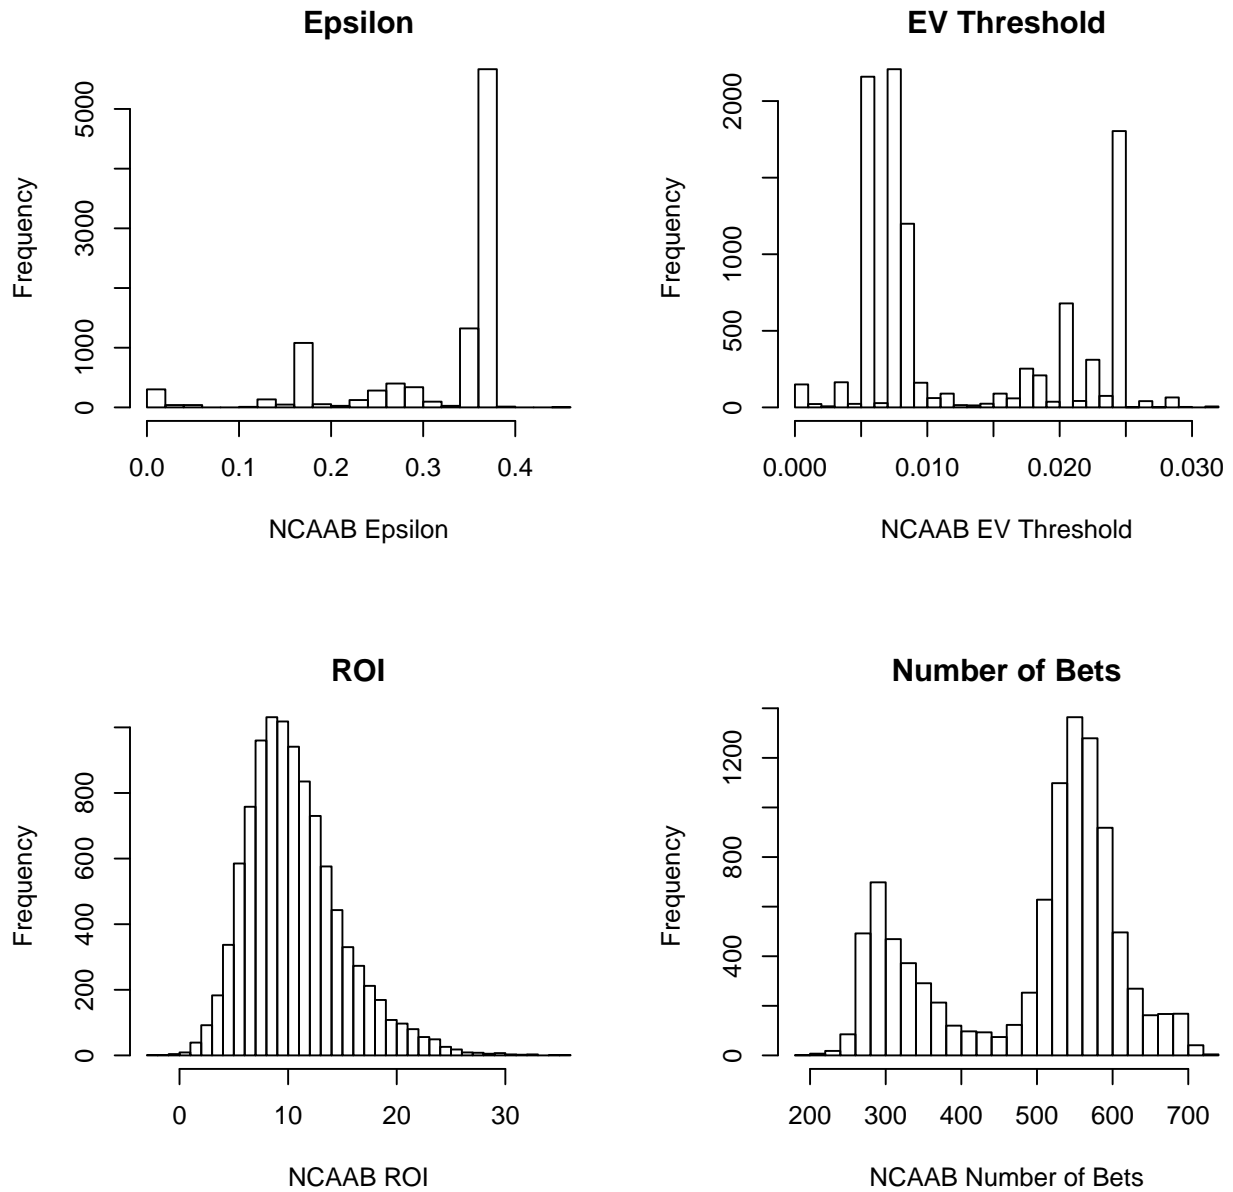 Epsilon
Frequency
0 1000 3000 5000
0.0 0.1 0.2 0.3 0.4
NCAAB Epsilon
EV Threshold
Frequency
0 500 1000 2000
0.000 0.010 0.020 0.030
NCAAB EV Threshold
ROI
Frequency
0 200 400 600 800
0 10 20 30
NCAAB ROI
Number of Bets
Frequency
0 400 800 1200
200 300 400 500 600 700
NCAAB Number of Bets